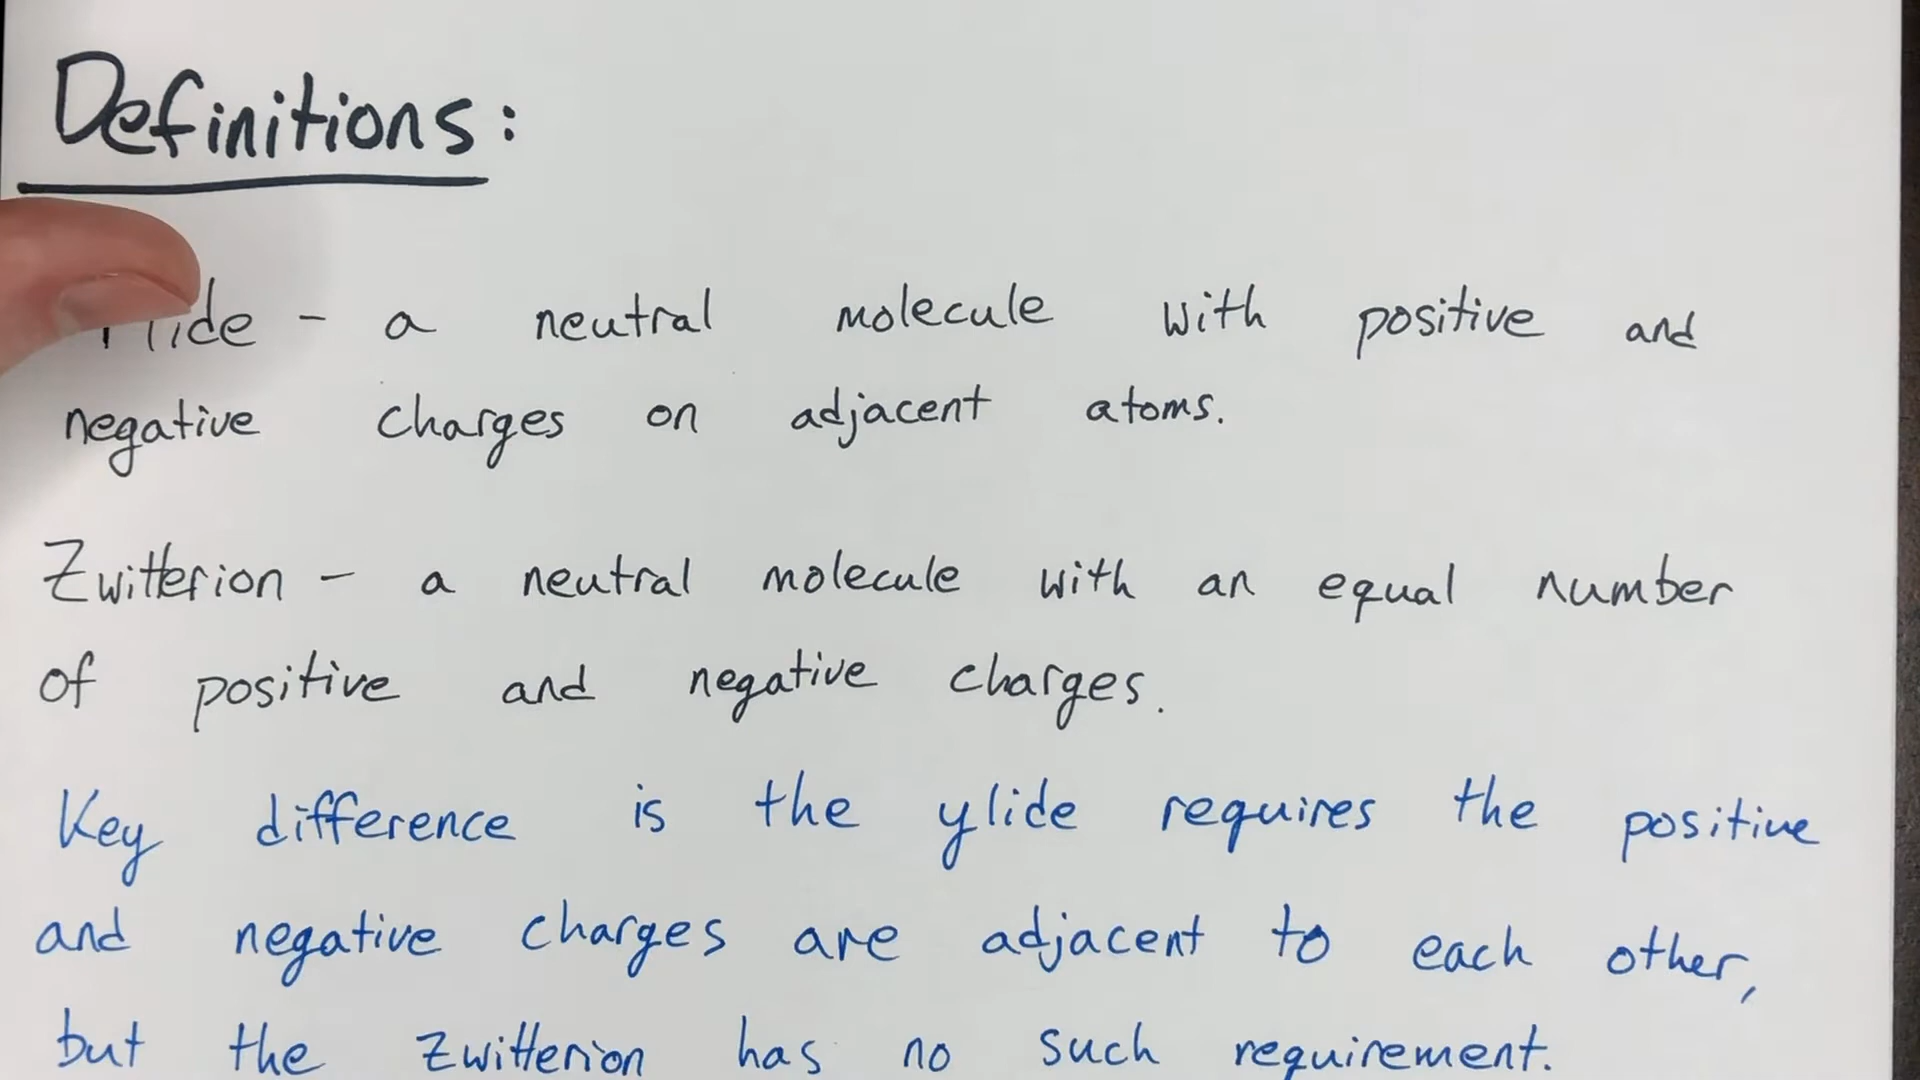 Definitions:
- a neutral molecule with positive and
negative charges on adjacent atoms.
Zwitterion - a neutral molecule with an equal number
of positive and negative charges.
Key difference is the ylide requires the positive
and negative charges are adjacent to each other,
but the zwitterion has no such requirement.